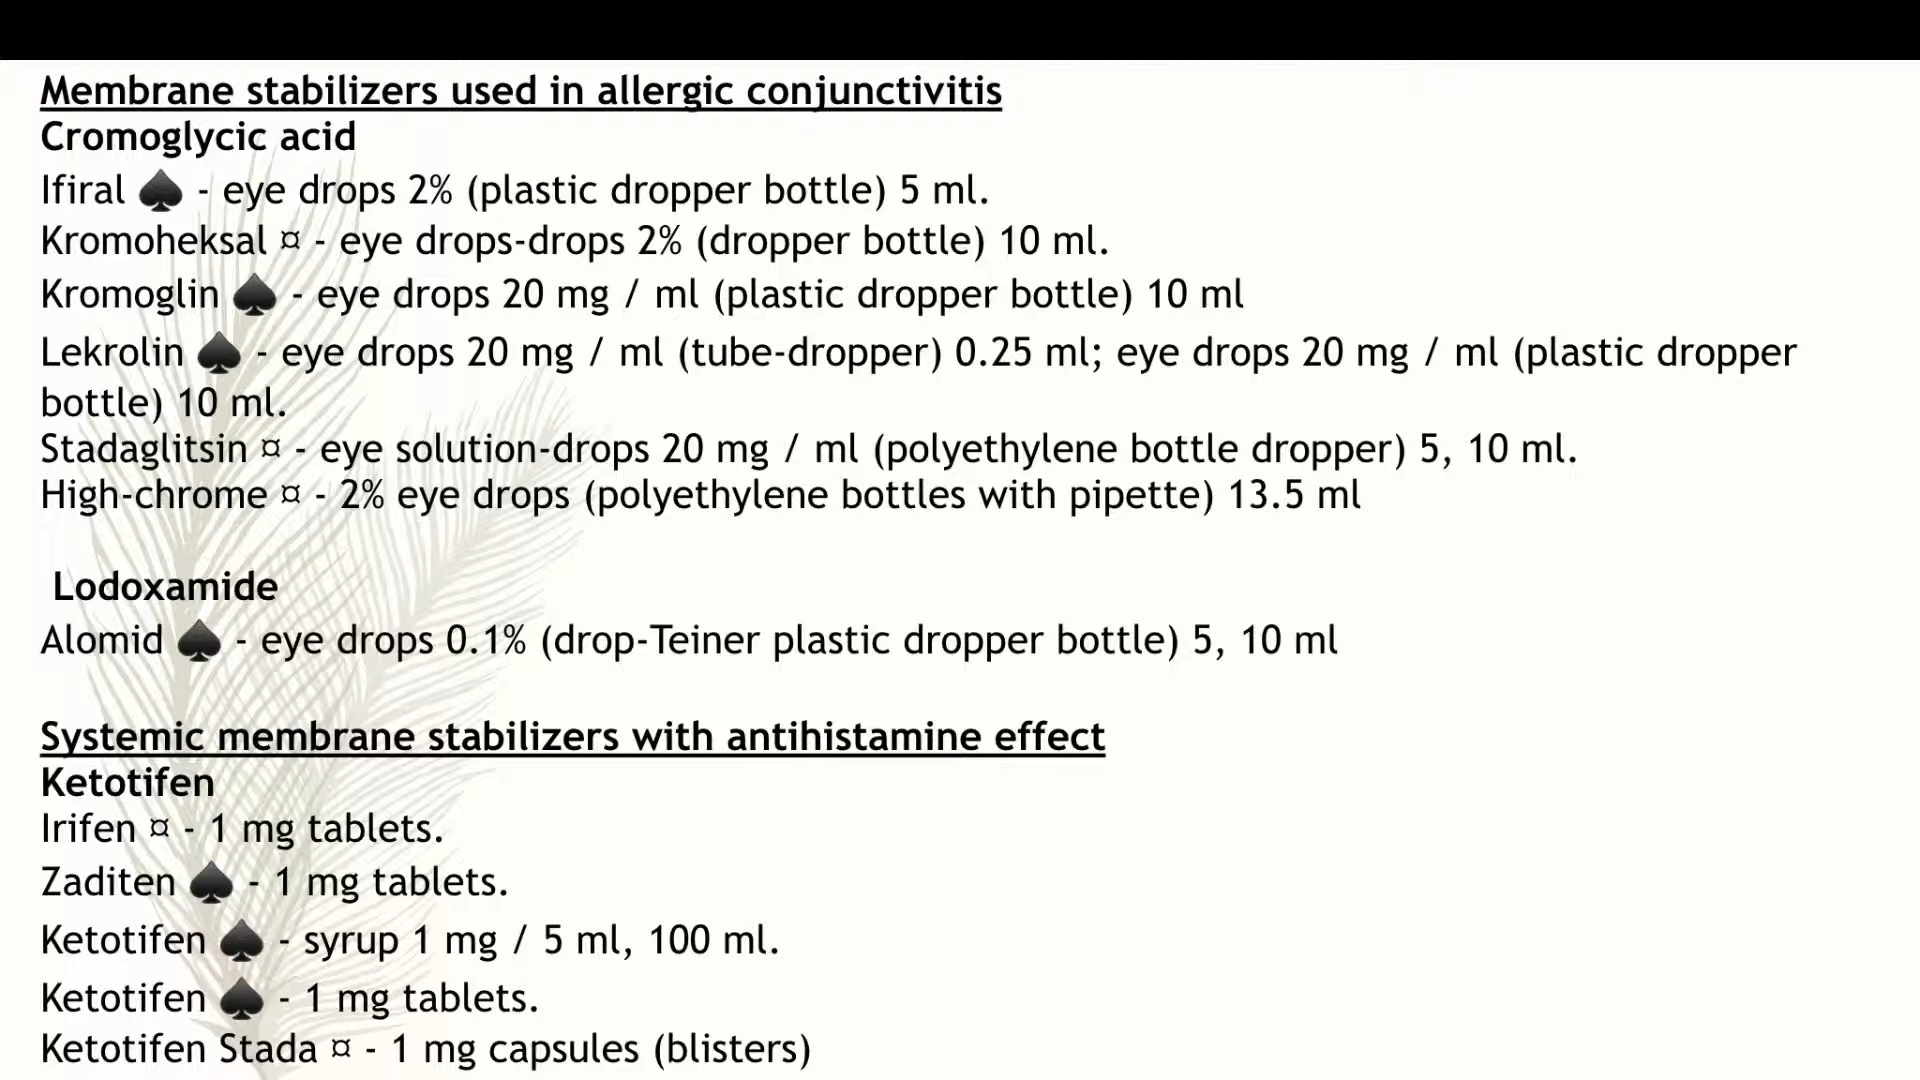 Membrane stabilizers used in allergic conjunctivitis
Cromoglycic acid
Ifiral ♠ - eye drops 2% (plastic dropper bottle) 5 ml.
Kromoheksal ¤ - eye drops-drops 2% (dropper bottle) 10 ml.
Kromoglin ♠ - eye drops 20 mg / ml (plastic dropper bottle) 10 ml
Lekrolin ♠ - eye drops 20 mg / ml (tube-dropper) 0.25 ml; eye drops 20 mg / ml (plastic dropper
bottle) 10 ml.
Stadaglitsin ¤ - eye solution-drops 20 mg / ml (polyethylene bottle dropper) 5, 10 ml.
High-chrome ¤ - 2% eye drops (polyethylene bottles with pipette) 13.5 ml
Lodoxamide
Alomid ♠ - eye drops 0.1% (drop-Teiner plastic dropper bottle) 5, 10 ml
Systemic membrane stabilizers with antihistamine effect
Ketotifen
Irifen ¤ - 1 mg tablets.
Zaditen ♠ - 1 mg tablets.
Ketotifen ♠ - syrup 1 mg / 5 ml, 100 ml.
Ketotifen ♠ - 1 mg tablets.
Ketotifen Stada ¤ - 1 mg capsules (blisters)